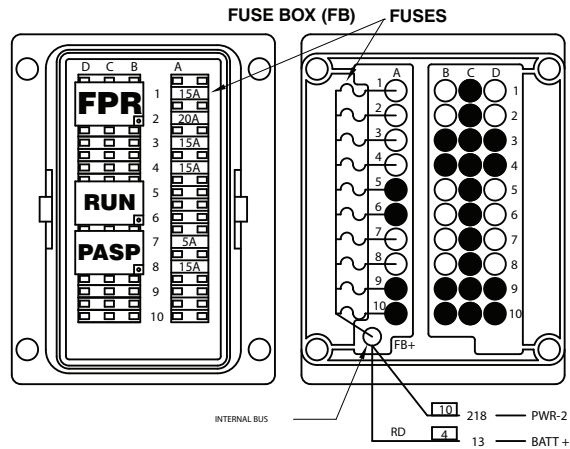 FUSE BOX (FB)
FUSES
D C B A
FPR
1 15A
2 20A
3 15A
4 15A
RUN
5
6
PASP
7 5A
8 15A
9
10
A
B C D
1
2
3
4
5
6
7
8
9
10
1
2
3
4
5
6
7
8
9
10
FB+
INTERNAL BUS
10 218 PWR-2
RD 4 13 BATT +